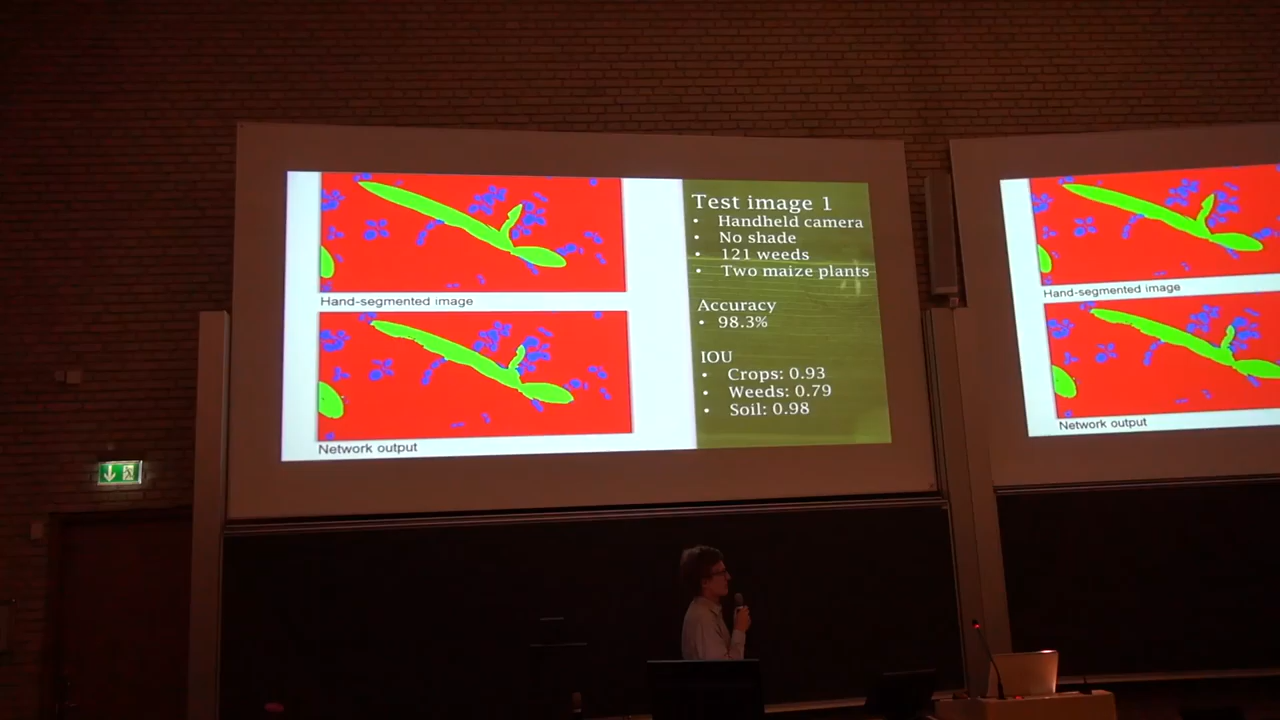 Hand-segmented image
Network output
Test image 1
• Handheld camera
• No shade
• 121 weeds
• Two maize plants
Accuracy
• 98.3%
IOU
• Crops: 0.93
• Weeds: 0.79
• Soil: 0.98
Hand-segmented image
Network output